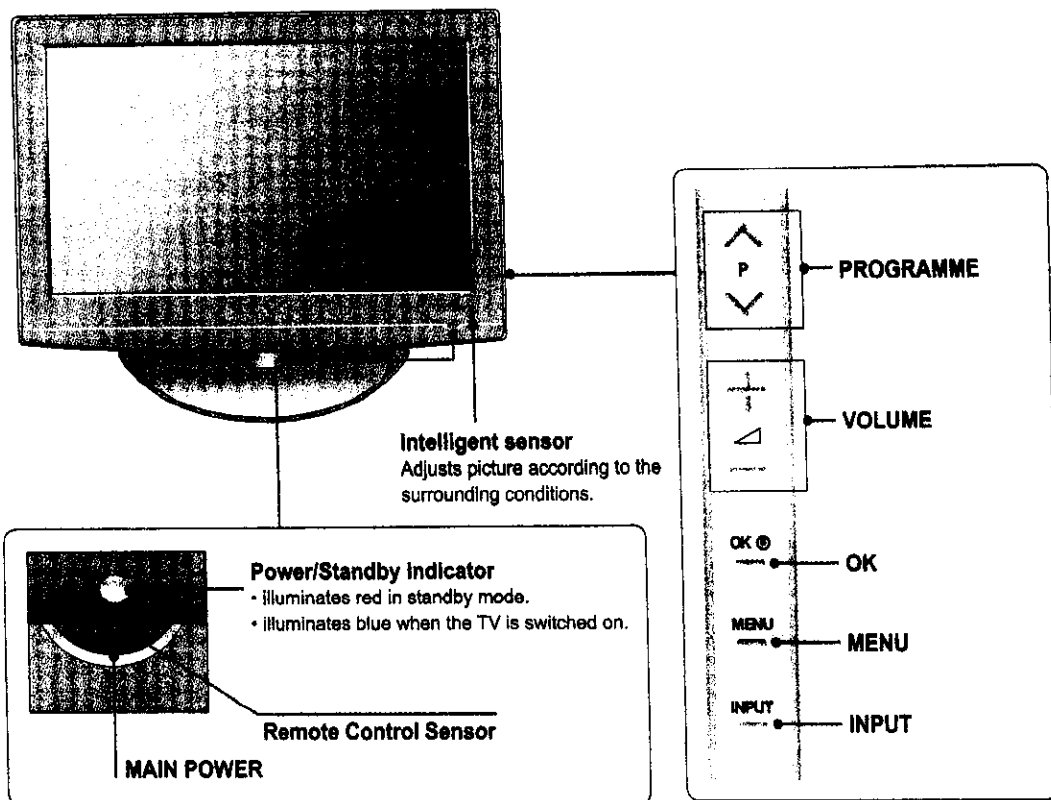 P
PROGRAMME
VOLUME
Intelligent sensor
Adjusts picture according to the
surrounding conditions.
OK
OK
MENU
MENU
INPUT
INPUT
Power/Standby Indicator
• illuminates red in standby mode.
• illuminates blue when the TV is switched on.
Remote Control Sensor
MAIN POWER